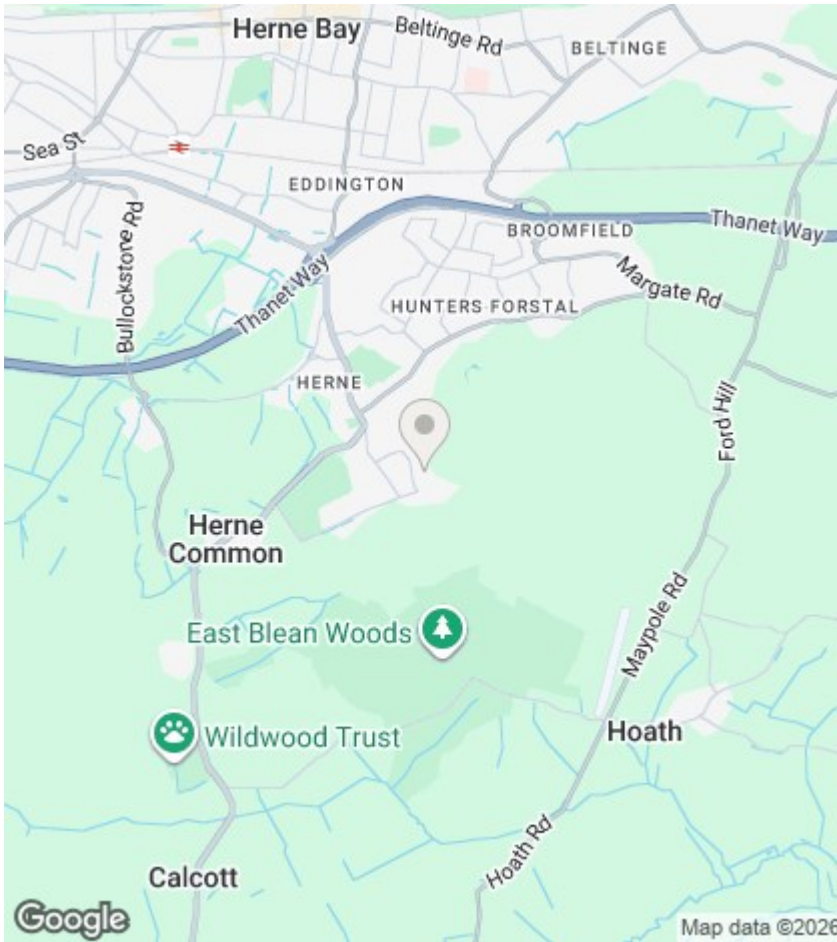 Herne Bay
Beltinge Rd
BELTINGE
Sea St
EDDINGTON
Bullockstone Rd
BROOMFIELD
Thanet Way
Thanet Way
Margate Rd
HUNTERS FORSTAL
HERNE
Ford Hill
Herne
Common
East Blean Woods
Maypole Rd
Wildwood Trust
Hoath
Hoath Rd
Calcott
Google
Map data ©2026